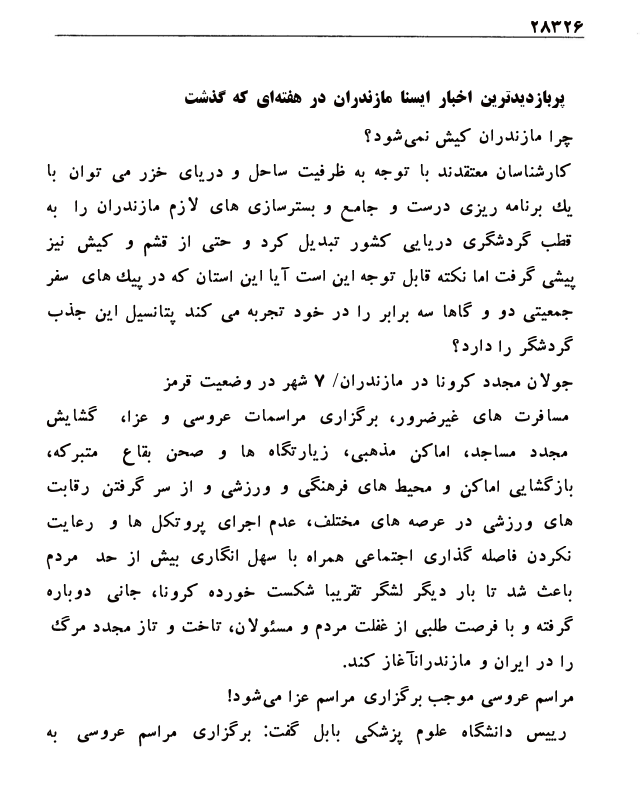 ۲۸۳۲۶
پربازدیدترین اخبار ایسنا مازندران در هفته‌ای که گذشت
چرا مازندران کیش نمی‌شود؟
کارشناسان معتقدند با توجه به ظرفیت ساحل و دریای خزر می توان با
یك برنامه ریزی درست و جامع و بسترسازی های لازم مازندران را به
قطب گردشگری دریایی کشور تبدیل کرد و حتی از قشم و کیش نیز
پیشی گرفت اما نکته قابل توجه این است آیا این استان که در پیك های سفر
جمعیتی دو و گاها سه برابر را در خود تجربه می کند پتانسیل این جذب
گردشگر را دارد؟
جولان مجدد کرونا در مازندران/ ۷ شهر در وضعیت قرمز
مسافرت های غیرضرور، برگزاری مراسمات عروسی و عزا، گشایش
مجدد مساجد، اماکن مذهبی، زیارتگاه ها و صحن بقاع متبرکه،
بازگشایی اماکن و محیط های فرهنگی و ورزشی و از سر گرفتن رقابت
های ورزشی در عرصه های مختلف، عدم اجرای پروتکل ها و رعایت
نکردن فاصله گذاری اجتماعی همراه با سهل انگاری بیش از حد مردم
باعث شد تا بار دیگر لشگر تقریبا شکست خورده کرونا، جانی دوباره
گرفته و با فرصت طلبی از غفلت مردم و مسئولان، تاخت و تاز مجدد مرگ
را در ایران و مازندرانآغاز کند.
مراسم عروسی موجب برگزاری مراسم عزا می‌شود!
رییس دانشگاه علوم پزشکی بابل گفت: برگزاری مراسم عروسی به